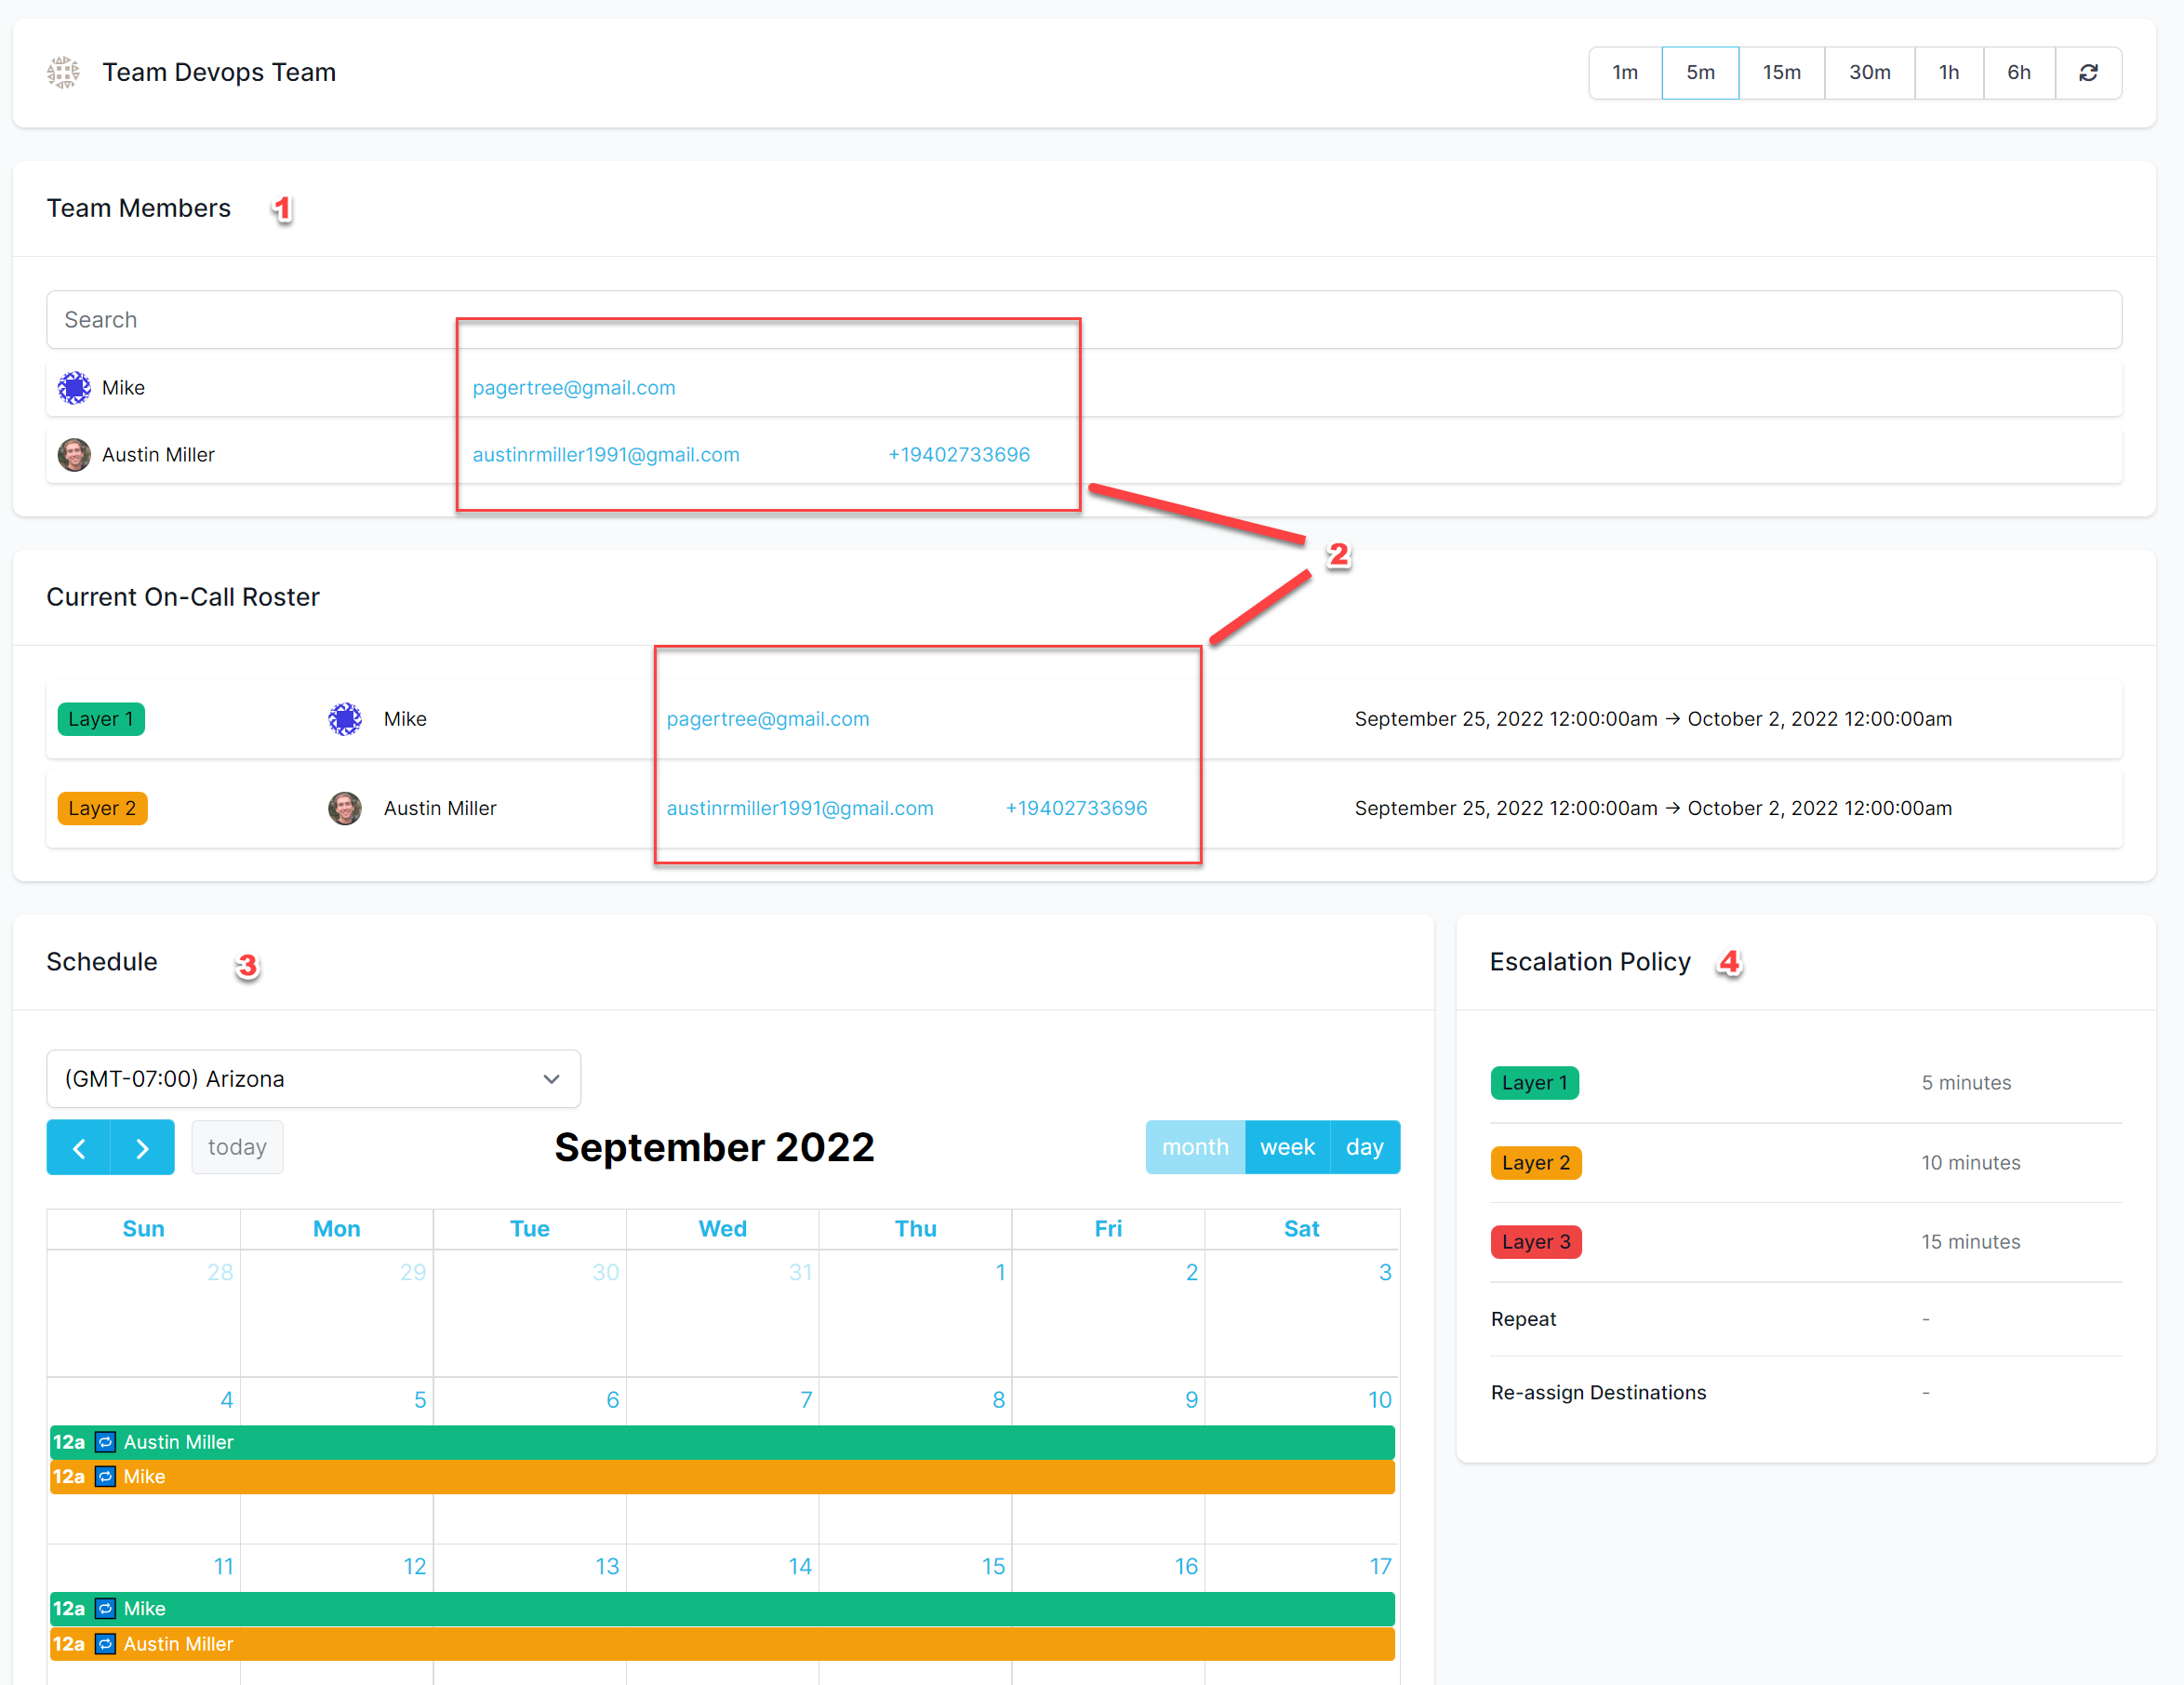 Team Devops Team
1m 5m 15m 30m 1h 6h
Team Members 1
Search
Mike pagertree@gmail.com
Austin Miller austinrmiller1991@gmail.com +19402733696
2
Current On-Call Roster
Layer 1 Mike pagertree@gmail.com September 25, 2022 12:00:00am → October 2, 2022 12:00:00am
Layer 2 Austin Miller austinrmiller1991@gmail.com +19402733696 September 25, 2022 12:00:00am → October 2, 2022 12:00:00am
Schedule 3
(GMT-07:00) Arizona
today September 2022 month week day
Sun Mon Tue Wed Thu Fri Sat
28 29 30 31 1 2 3
4 5 6 7 8 9 10
12a Austin Miller
12a Mike
11 12 13 14 15 16 17
12a Mike
12a Austin Miller
Escalation Policy 4
Layer 1 5 minutes
Layer 2 10 minutes
Layer 3 15 minutes
Repeat -
Re-assign Destinations -